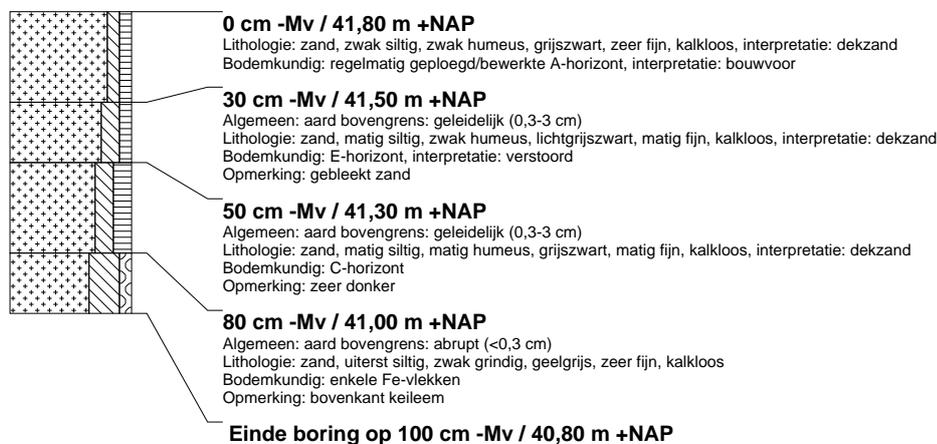 0 cm -Mv / 41,80 m +NAP
Lithologie: zand, zwak siltig, zwak humeus, grijszwart, zeer fijn, kalkloos, interpretatie: dekzand
Bodemkundig: regelmatig geploegd/bewerkte A-horizont, interpretatie: bouwvoor
30 cm -Mv / 41,50 m +NAP
Algemeen: aard bovengrens: geleidelijk (0,3-3 cm)
Lithologie: zand, matig siltig, zwak humeus, lichtgrijszwart, matig fijn, kalkloos, interpretatie: dekzand
Bodemkundig: E-horizont, interpretatie: verstoord
Opmerking: gebleekt zand
50 cm -Mv / 41,30 m +NAP
Algemeen: aard bovengrens: geleidelijk (0,3-3 cm)
Lithologie: zand, matig siltig, matig humeus, grijszwart, matig fijn, kalkloos, interpretatie: dekzand
Bodemkundig: C-horizont
Opmerking: zeer donker
80 cm -Mv / 41,00 m +NAP
Algemeen: aard bovengrens: abrupt (<0,3 cm)
Lithologie: zand, uiterst siltig, zwak grindig, geelgrijs, zeer fijn, kalkloos
Bodemkundig: enkele Fe-vlekken
Opmerking: bovenkant keileem
Einde boring op 100 cm -Mv / 40,80 m +NAP